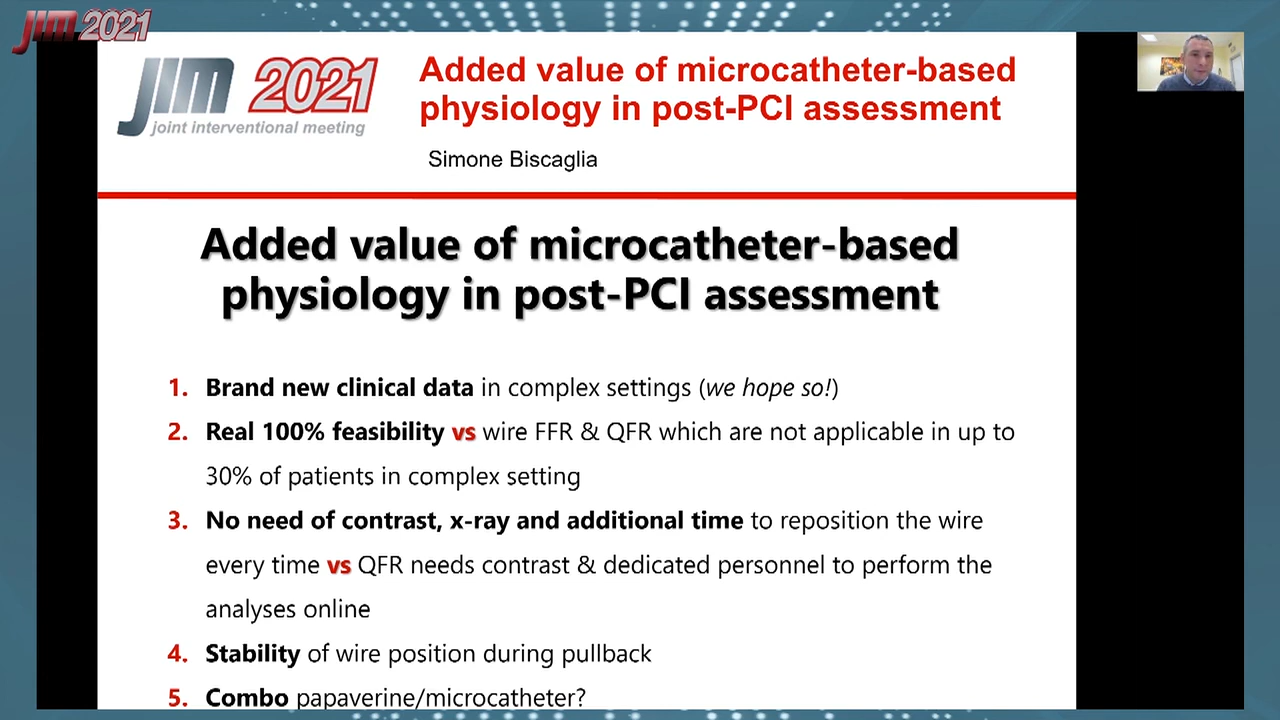 JIM 2021
JIM 2021
joint interventional meeting
Added value of microcatheter-based
physiology in post-PCI assessment
Simone Biscaglia
Added value of microcatheter-based
physiology in post-PCI assessment
1. Brand new clinical data in complex settings (we hope so!)
2. Real 100% feasibility vs wire FFR & QFR which are not applicable in up to
30% of patients in complex setting
3. No need of contrast, x-ray and additional time to reposition the wire
every time vs QFR needs contrast & dedicated personnel to perform the
analyses online
4. Stability of wire position during pullback
5. Combo papaverine/microcatheter?